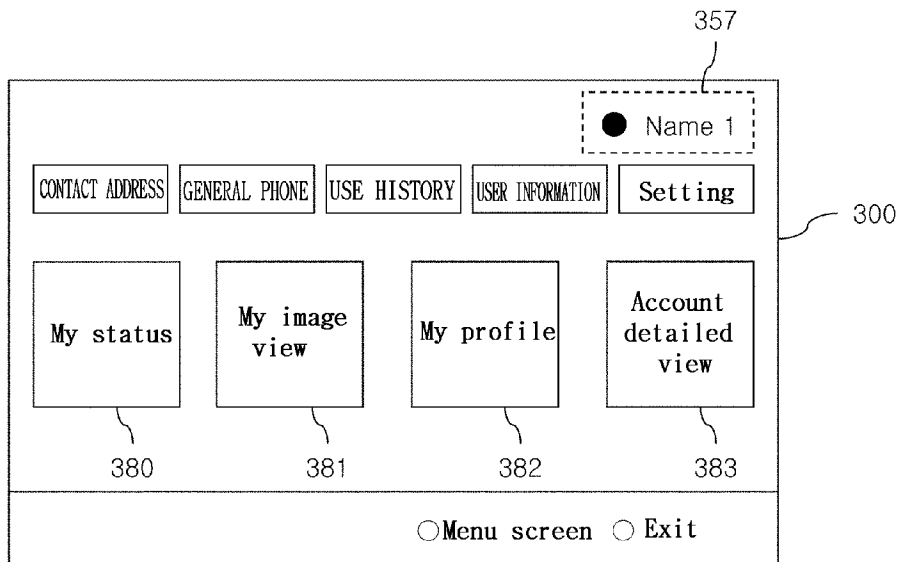 357
● Name 1
CONTACT ADDRESS GENERAL PHONE USE HISTORY USER INFORMATION Setting
300
My status
My image
view
My profile
Account
detailed
view
380 381 382 383
○Menu screen ○ Exit